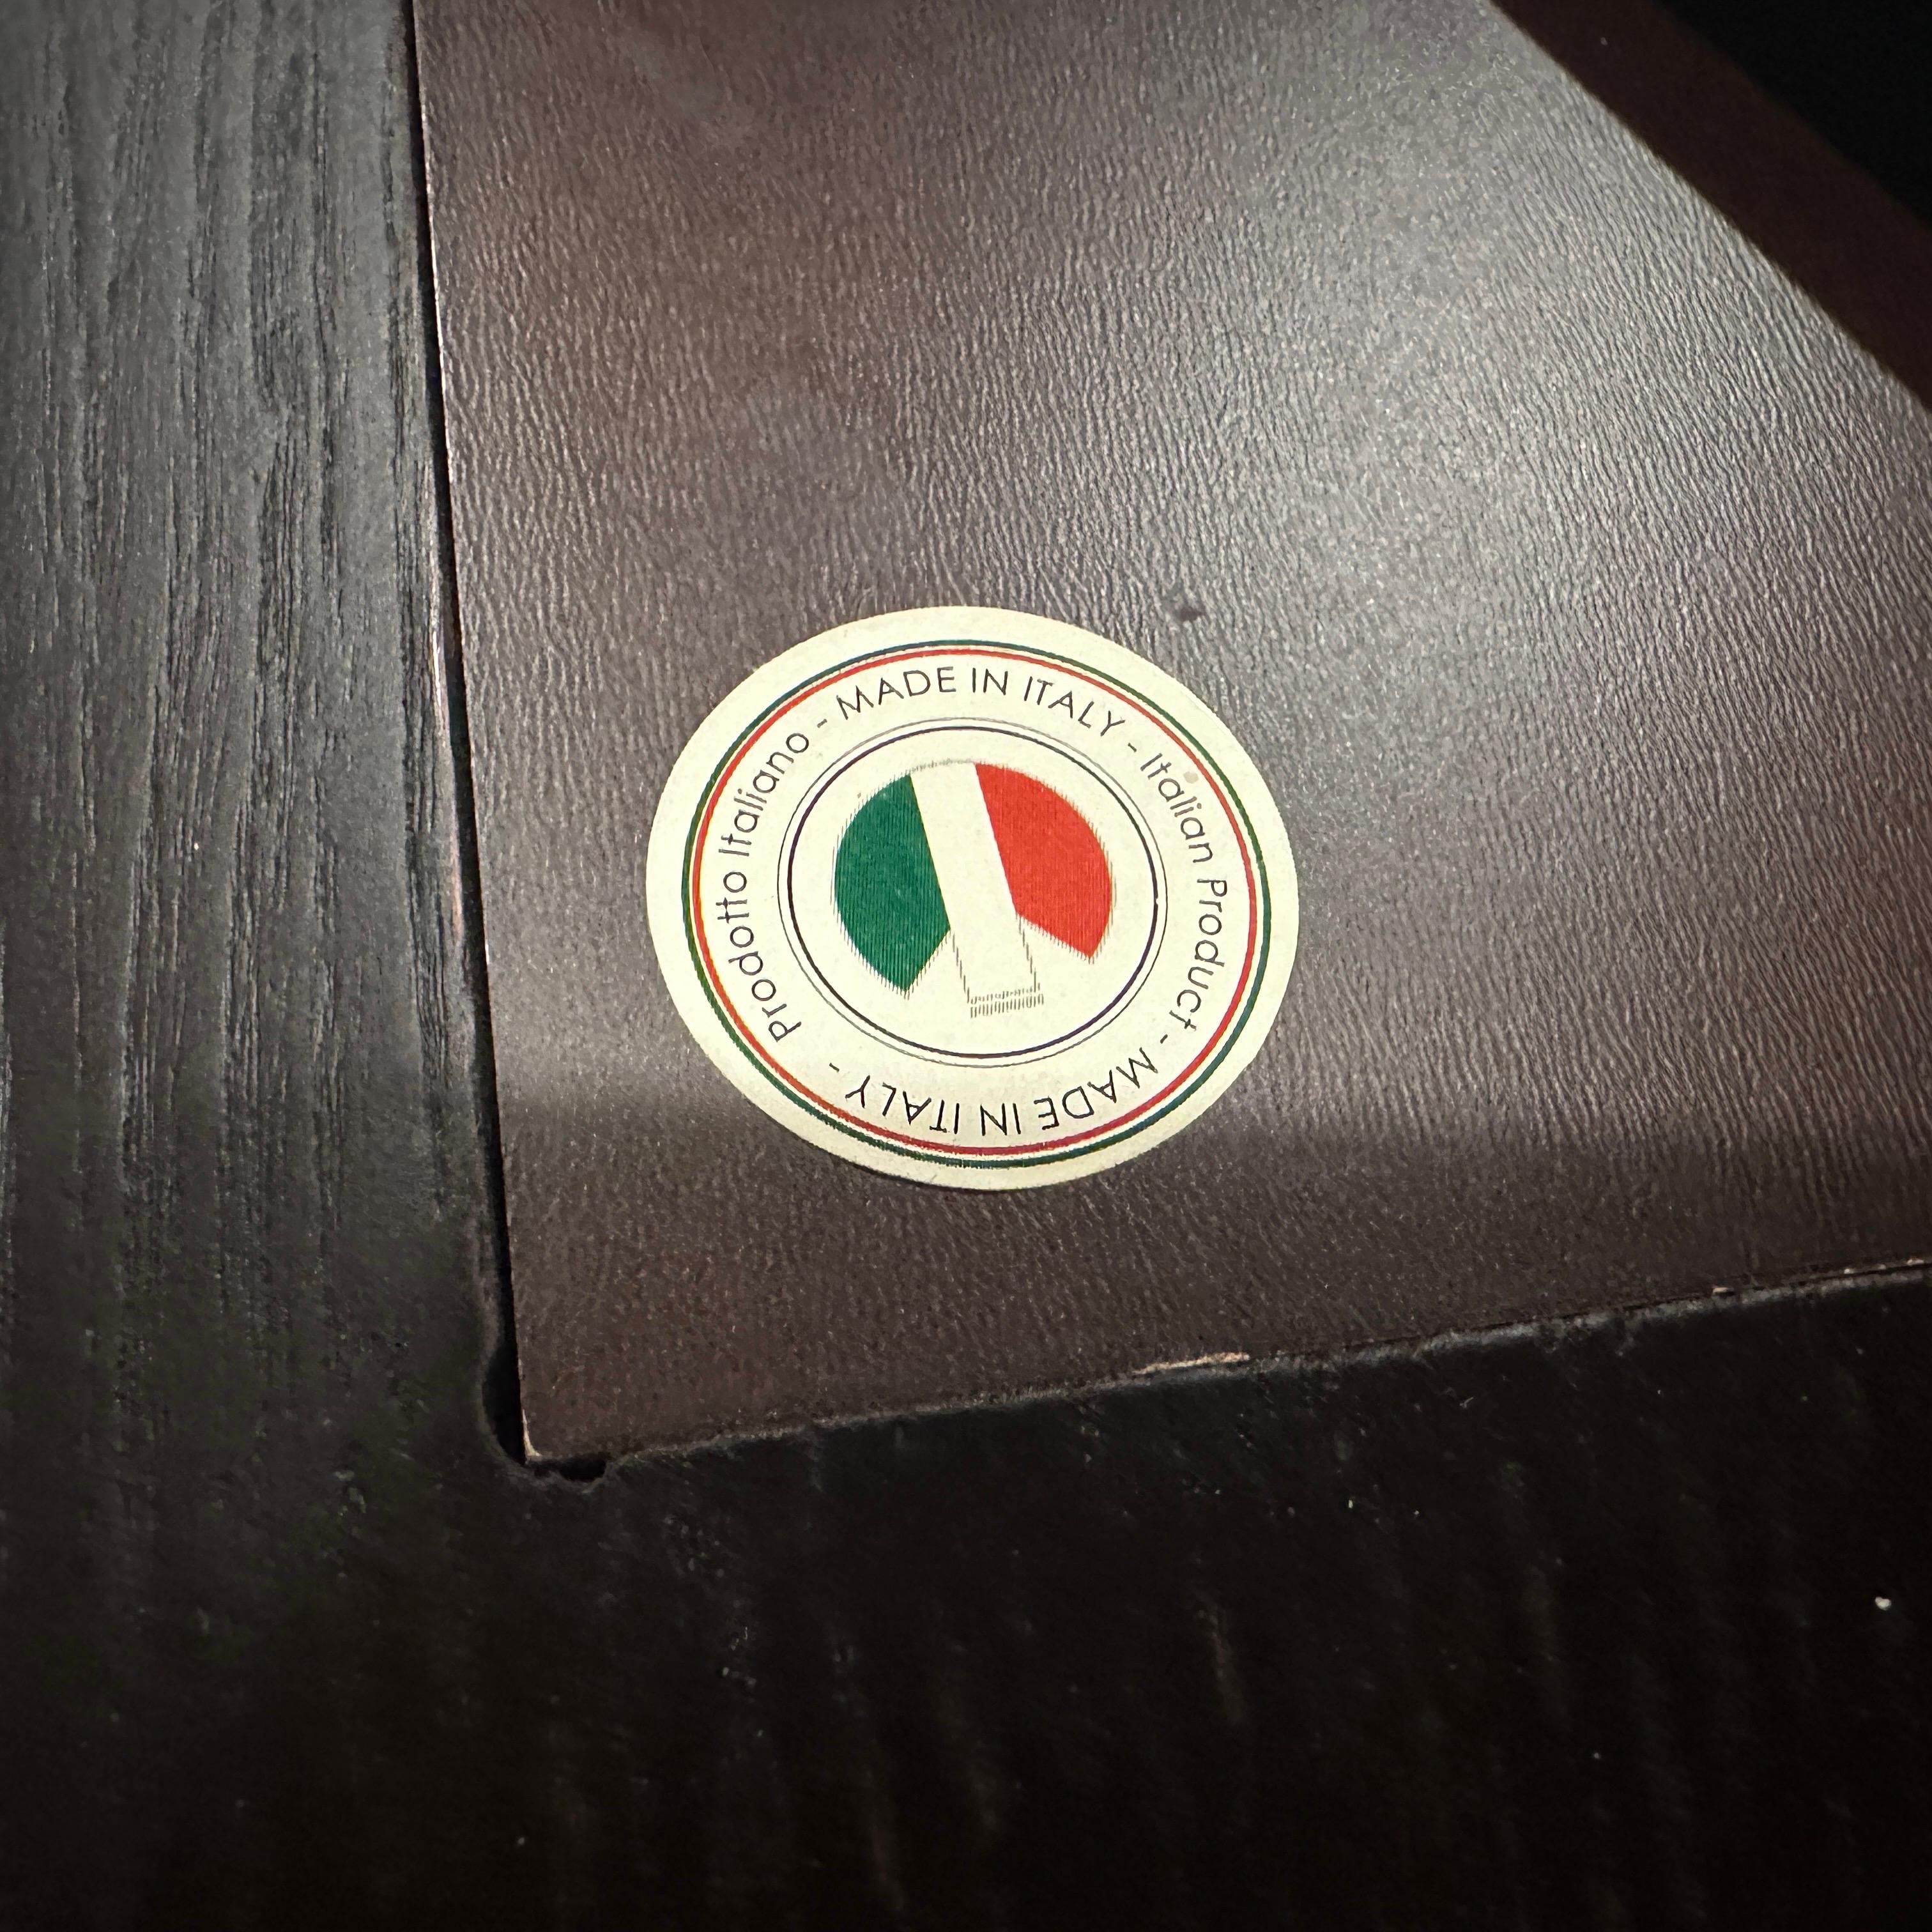 - MADE IN ITALY - Italian Product - MADE IN ITALY - Prodotto Italiano